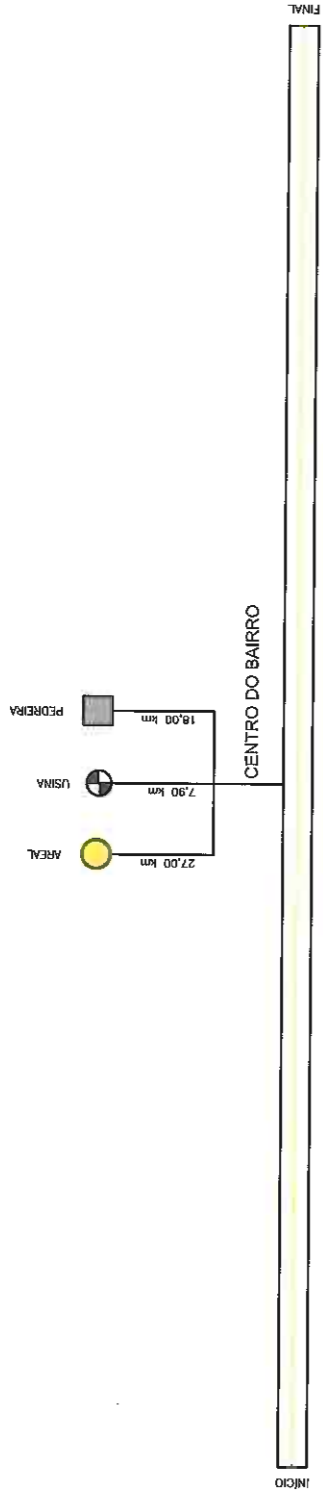 FINAL
PEDREIRA
18,00 km
USINA
7,90 km
AREAL
27,00 km
CENTRO DO BAIRRO
INÍCIO